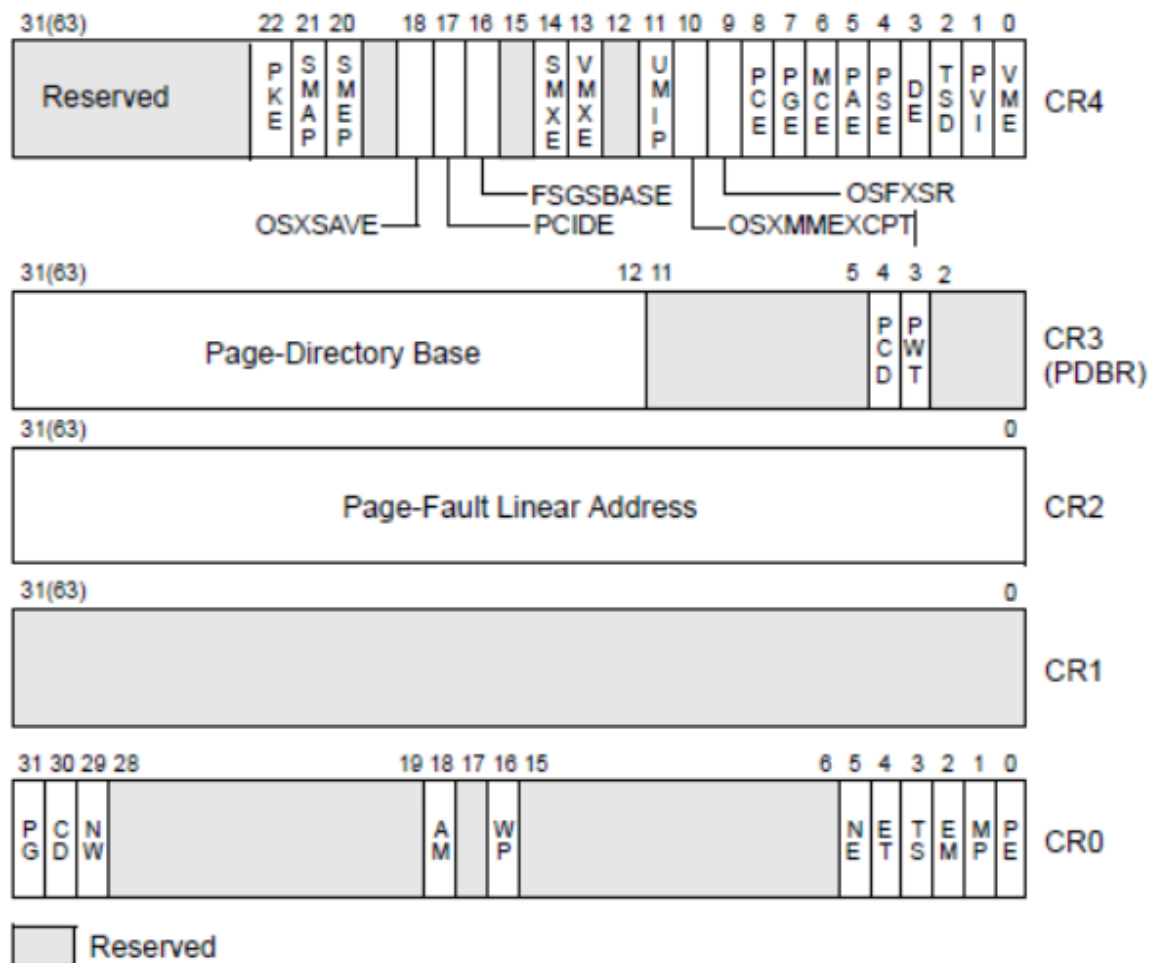 31(63) 22 21 20 18 17 16 15 14 13 12 11 10 9 8 7 6 5 4 3 2 1 0
Reserved PKE SMAP SMEP SMXE VMXE UMIP PCE PGE MCE PAE PSE DE TSD PVI VME CR4
FSGSBASE OSFXSR
OSXSAVE PCIDE OSXMMEXCPT
31(63) 12 11 5 4 3 2
Page-Directory Base PCD PWT CR3
(PDBR)
31(63) 0
Page-Fault Linear Address CR2
31(63) 0
CR1
31 30 29 28 19 18 17 16 15 6 5 4 3 2 1 0
PG CD NW AM WP NE ET TS EM MP PE CR0
Reserved